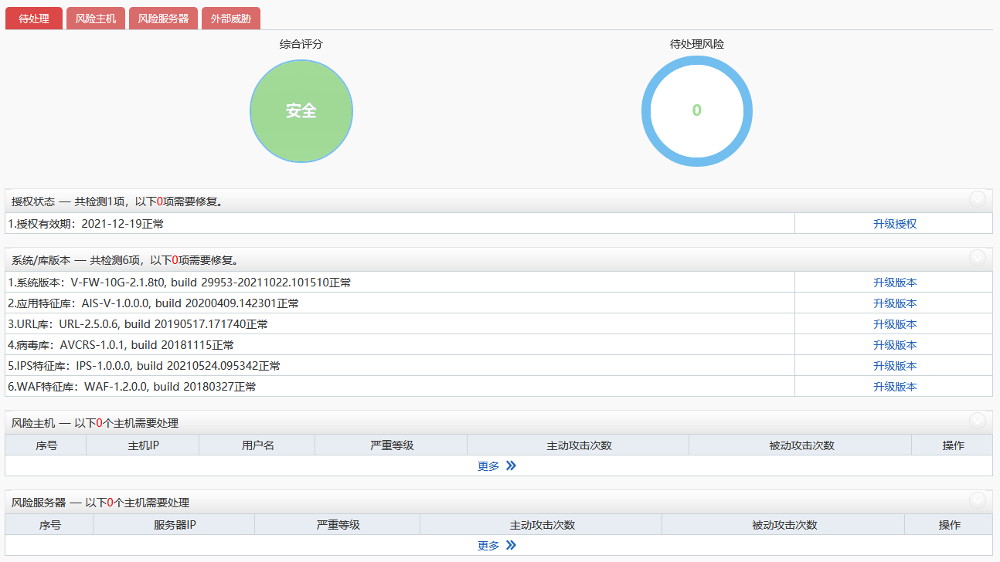 待处理 风险主机 风险服务器 外部威胁
综合评分 待处理风险
安全 0
授权状态 — 共检测1项，以下0项需要修复。
1.授权有效期：2021-12-19正常 升级授权
系统/库版本 — 共检测6项，以下0项需要修复。
1.系统版本：V-FW-10G-2.1.8t0, build 29953-20211022.101510正常 升级版本
2.应用特征库：AIS-V-1.0.0.0, build 20200409.142301正常 升级版本
3.URL库：URL-2.5.0.6, build 20190517.171740正常 升级版本
4.病毒库：AVCRS-1.0.1, build 20181115正常 升级版本
5.IPS特征库：IPS-1.0.0.0, build 20210524.095342正常 升级版本
6.WAF特征库：WAF-1.2.0.0, build 20180327正常 升级版本
风险主机 — 以下0个主机需要处理
序号 主机IP 用户名 严重等级 主动攻击次数 被动攻击次数 操作
更多
风险服务器 — 以下0个主机需要处理
序号 服务器IP 严重等级 主动攻击次数 被动攻击次数 操作
更多